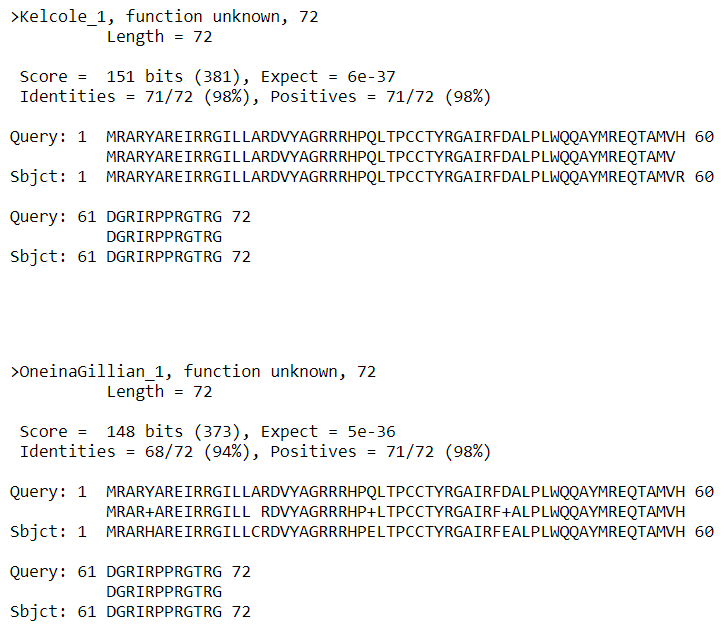 >Kelcole_1, function unknown, 72
          Length = 72
 Score =  151 bits (381), Expect = 6e-37
 Identities = 71/72 (98%), Positives = 71/72 (98%)
Query: 1  MRARYAREIRRGILLARDVYAGRRRHPQLTPCCTYRGAIRFDALPLWQQAYMREQTAMVH 60
          MRARYAREIRRGILLARDVYAGRRRHPQLTPCCTYRGAIRFDALPLWQQAYMREQTAMV
Sbjct: 1  MRARYAREIRRGILLARDVYAGRRRHPQLTPCCTYRGAIRFDALPLWQQAYMREQTAMVR 60
Query: 61 DGRIRPPRGTRG 72
          DGRIRPPRGTRG
Sbjct: 61 DGRIRPPRGTRG 72
>OneinaGillian_1, function unknown, 72
          Length = 72
 Score =  148 bits (373), Expect = 5e-36
 Identities = 68/72 (94%), Positives = 71/72 (98%)
Query: 1  MRARYAREIRRGILLARDVYAGRRRHPQLTPCCTYRGAIRFDALPLWQQAYMREQTAMVH 60
          MRAR+AREIRRGILL RDVYAGRRRHP+LTPCCTYRGAIRF+ALPLWQQAYMREQTAMVH
Sbjct: 1  MRARHAREIRRGILLCRDVYAGRRRHPELTPCCTYRGAIRFEALPLWQQAYMREQTAMVH 60
Query: 61 DGRIRPPRGTRG 72
          DGRIRPPRGTRG
Sbjct: 61 DGRIRPPRGTRG 72